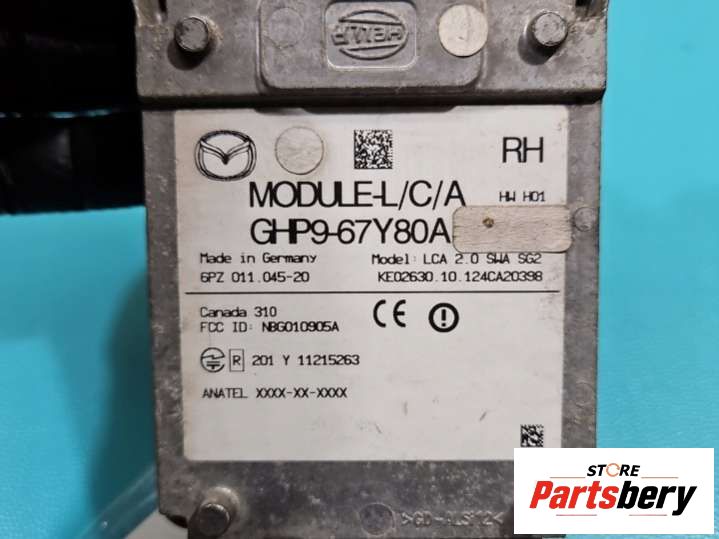 HELLA
RH
MODULE-L/C/A HW H01
GHP9-67Y80A
Made in Germany Model: LCA 2.0 SWA SG2
6PZ 011.045-20 KE02630.10.124CA20398
Canada 310
FCC ID: NBG010905A
CE
R 201 Y 11215263
ANATEL XXXX-XX-XXXX
STORE
Partsbery